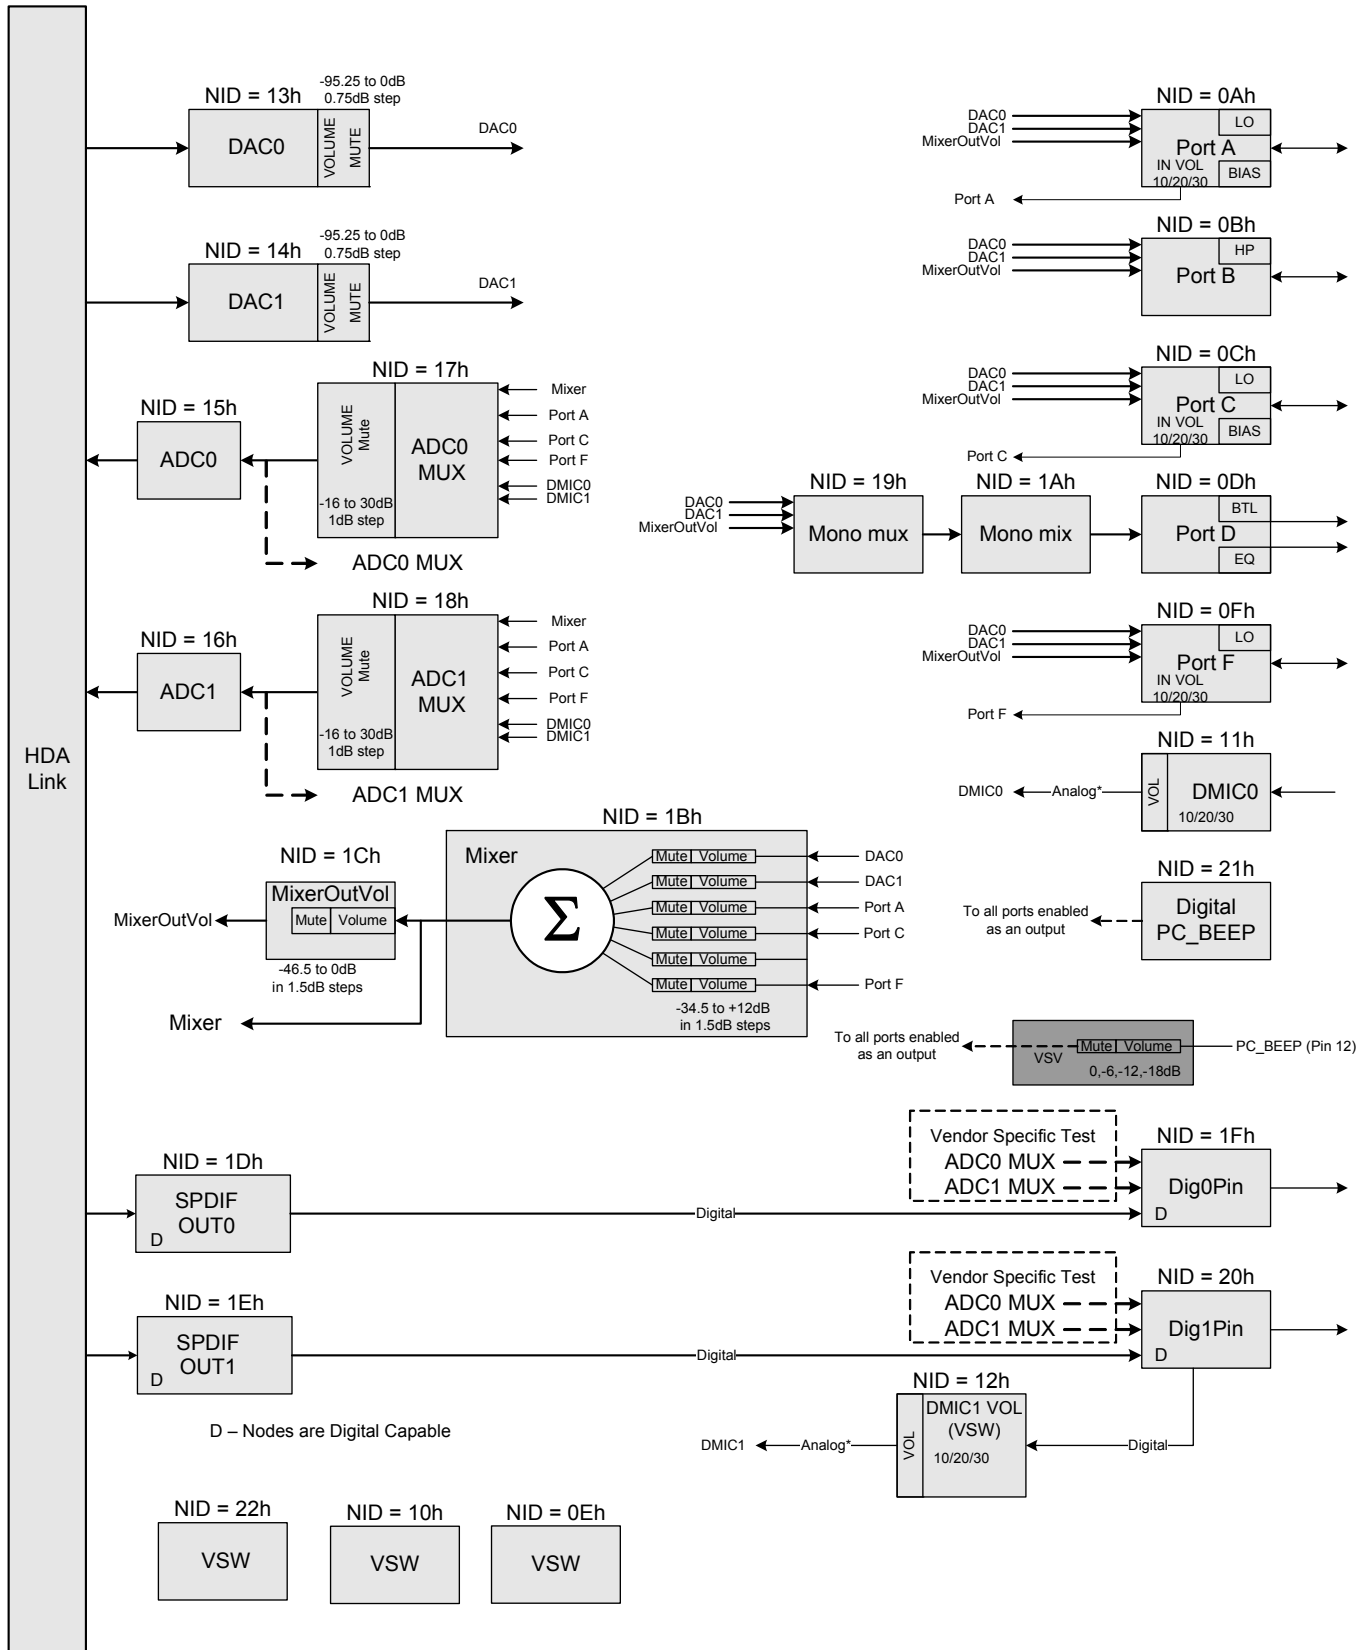 HDA
Link
NID = 13h
-95.25 to 0dB
0.75dB step
DAC0
VOLUME
MUTE
DAC0
NID = 14h
-95.25 to 0dB
0.75dB step
DAC1
VOLUME
MUTE
DAC1
NID = 17h
NID = 15h
ADC0
VOLUME
Mute
-16 to 30dB
1dB step
ADC0
MUX
Mixer
Port A
Port C
Port F
DMIC0
DMIC1
ADC0 MUX
NID = 18h
NID = 16h
ADC1
VOLUME
Mute
-16 to 30dB
1dB step
ADC1
MUX
Mixer
Port A
Port C
Port F
DMIC0
DMIC1
ADC1 MUX
NID = 0Ah
DAC0
DAC1
MixerOutVol
LO
Port A
IN VOL
10/20/30
BIAS
Port A
NID = 0Bh
DAC0
DAC1
MixerOutVol
HP
Port B
NID = 0Ch
DAC0
DAC1
MixerOutVol
LO
Port C
IN VOL
10/20/30
BIAS
Port C
NID = 19h
NID = 1Ah
NID = 0Dh
DAC0
DAC1
MixerOutVol
Mono mux
Mono mix
BTL
Port D
EQ
NID = 0Fh
DAC0
DAC1
MixerOutVol
LO
Port F
IN VOL
10/20/30
Port F
NID = 11h
DMIC0
Analog*
VOL
DMIC0
10/20/30
NID = 1Bh
Mixer
Σ
Mute Volume
Mute Volume
Mute Volume
Mute Volume
Mute Volume
Mute Volume
-34.5 to +12dB
in 1.5dB steps
DAC0
DAC1
Port A
Port C
Port F
NID = 1Ch
MixerOutVol
Mute Volume
MixerOutVol
-46.5 to 0dB
in 1.5dB steps
Mixer
NID = 21h
To all ports enabled
as an output
Digital
PC_BEEP
To all ports enabled
as an output
VSV
Mute Volume
0,-6,-12,-18dB
PC_BEEP (Pin 12)
NID = 1Dh
SPDIF
OUT0
D
Digital
Vendor Specific Test
ADC0 MUX
ADC1 MUX
NID = 1Fh
Dig0Pin
D
NID = 1Eh
SPDIF
OUT1
D
Digital
Vendor Specific Test
ADC0 MUX
ADC1 MUX
NID = 20h
Dig1Pin
D
NID = 12h
DMIC1
Analog*
VOL
DMIC1 VOL
(VSW)
10/20/30
Digital
D – Nodes are Digital Capable
NID = 22h
VSW
NID = 10h
VSW
NID = 0Eh
VSW